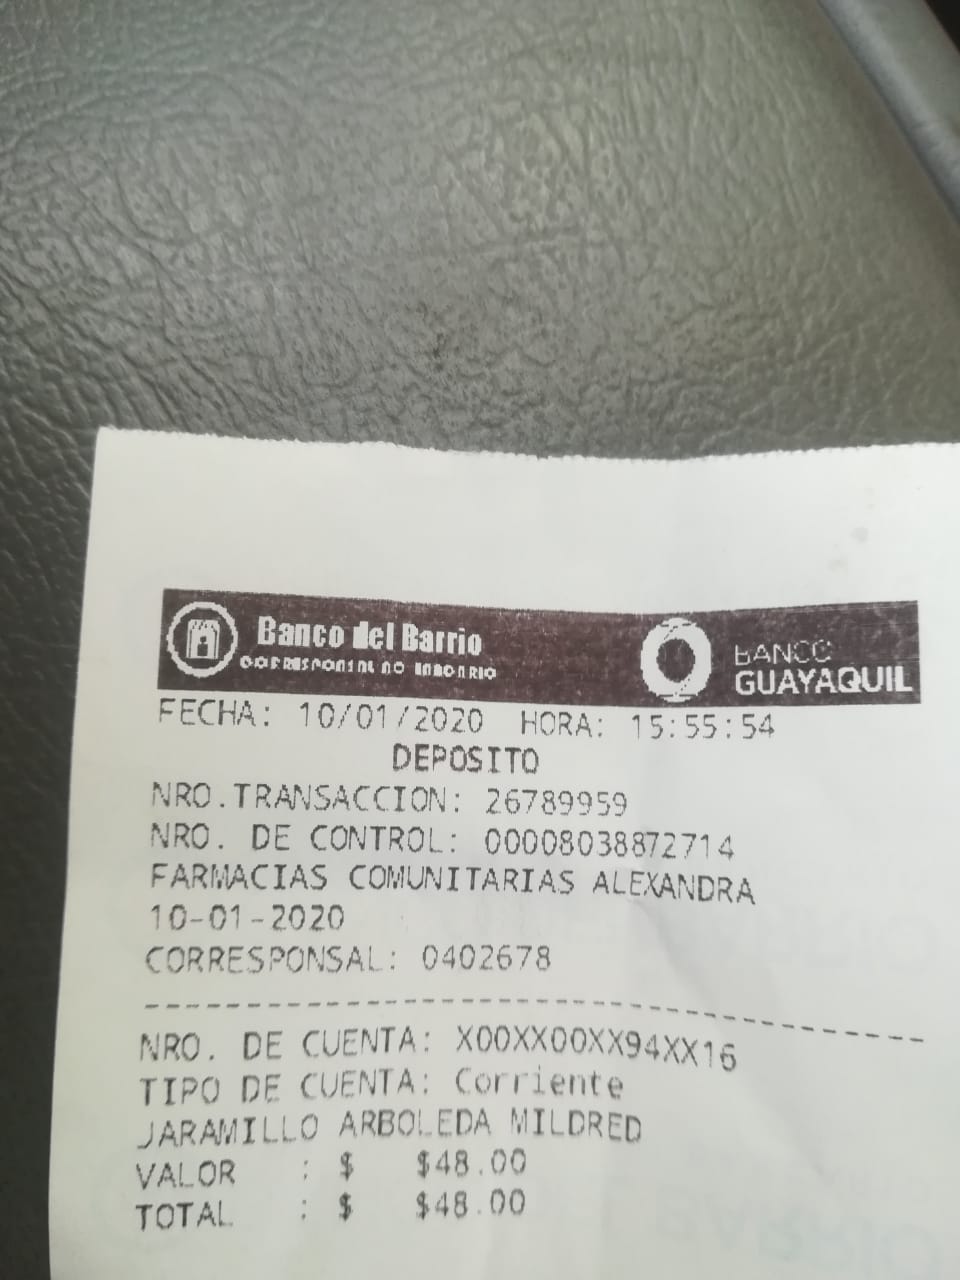 Banco del Barrio
CORRESPONSAL NO BANCARIO
BANCO
GUAYAQUIL
FECHA: 10/01/2020 HORA: 15:55:54
DEPOSITO
NRO.TRANSACCION: 26789959
NRO. DE CONTROL: 00008038872714
FARMACIAS COMUNITARIAS ALEXANDRA
10-01-2020
CORRESPONSAL: 0402678
NRO. DE CUENTA: X00XX00XX94XX16
TIPO DE CUENTA: Corriente
JARAMILLO ARBOLEDA MILDRED
VALOR : $ $48.00
TOTAL : $ $48.00